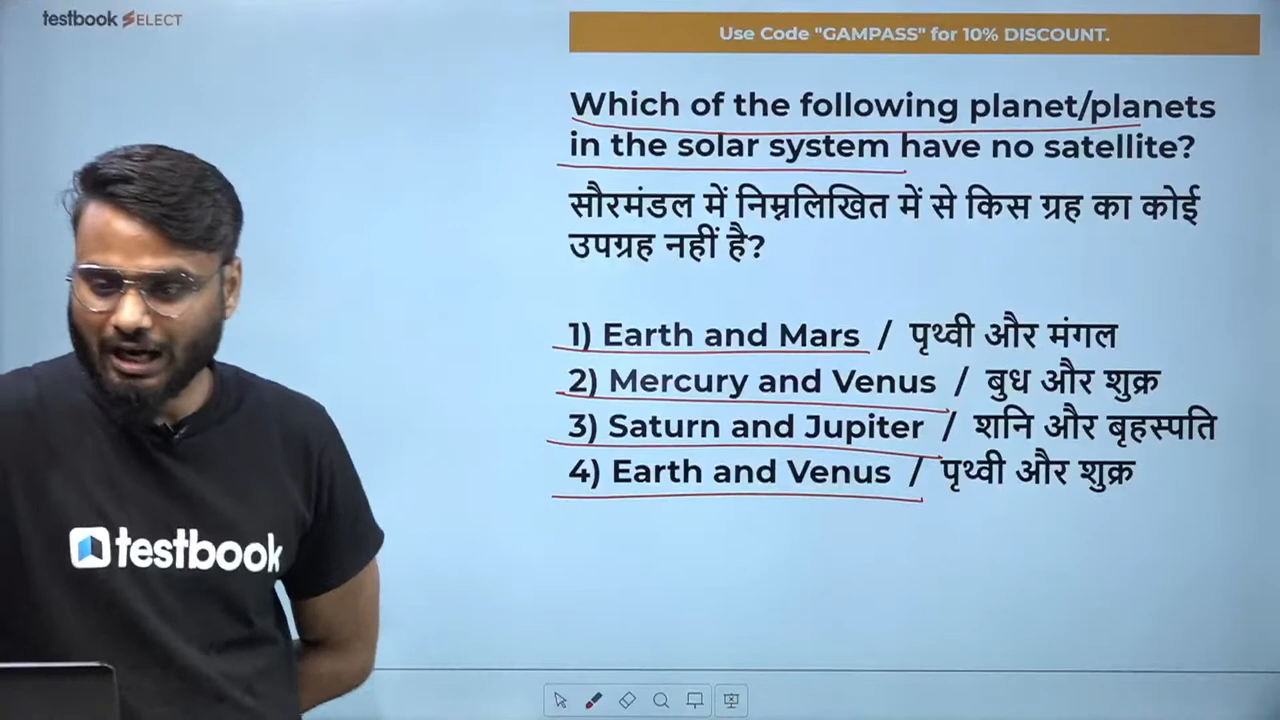 testbook SELECT
Use Code "GAMPASS" for 10% DISCOUNT.
Which of the following planet/planets
in the solar system have no satellite?
सौरमंडल में निम्नलिखित में से किस ग्रह का कोई
उपग्रह नहीं है?
1) Earth and Mars / पृथ्वी और मंगल
2) Mercury and Venus / बुध और शुक्र
3) Saturn and Jupiter / शनि और बृहस्पति
4) Earth and Venus / पृथ्वी और शुक्र
testbook